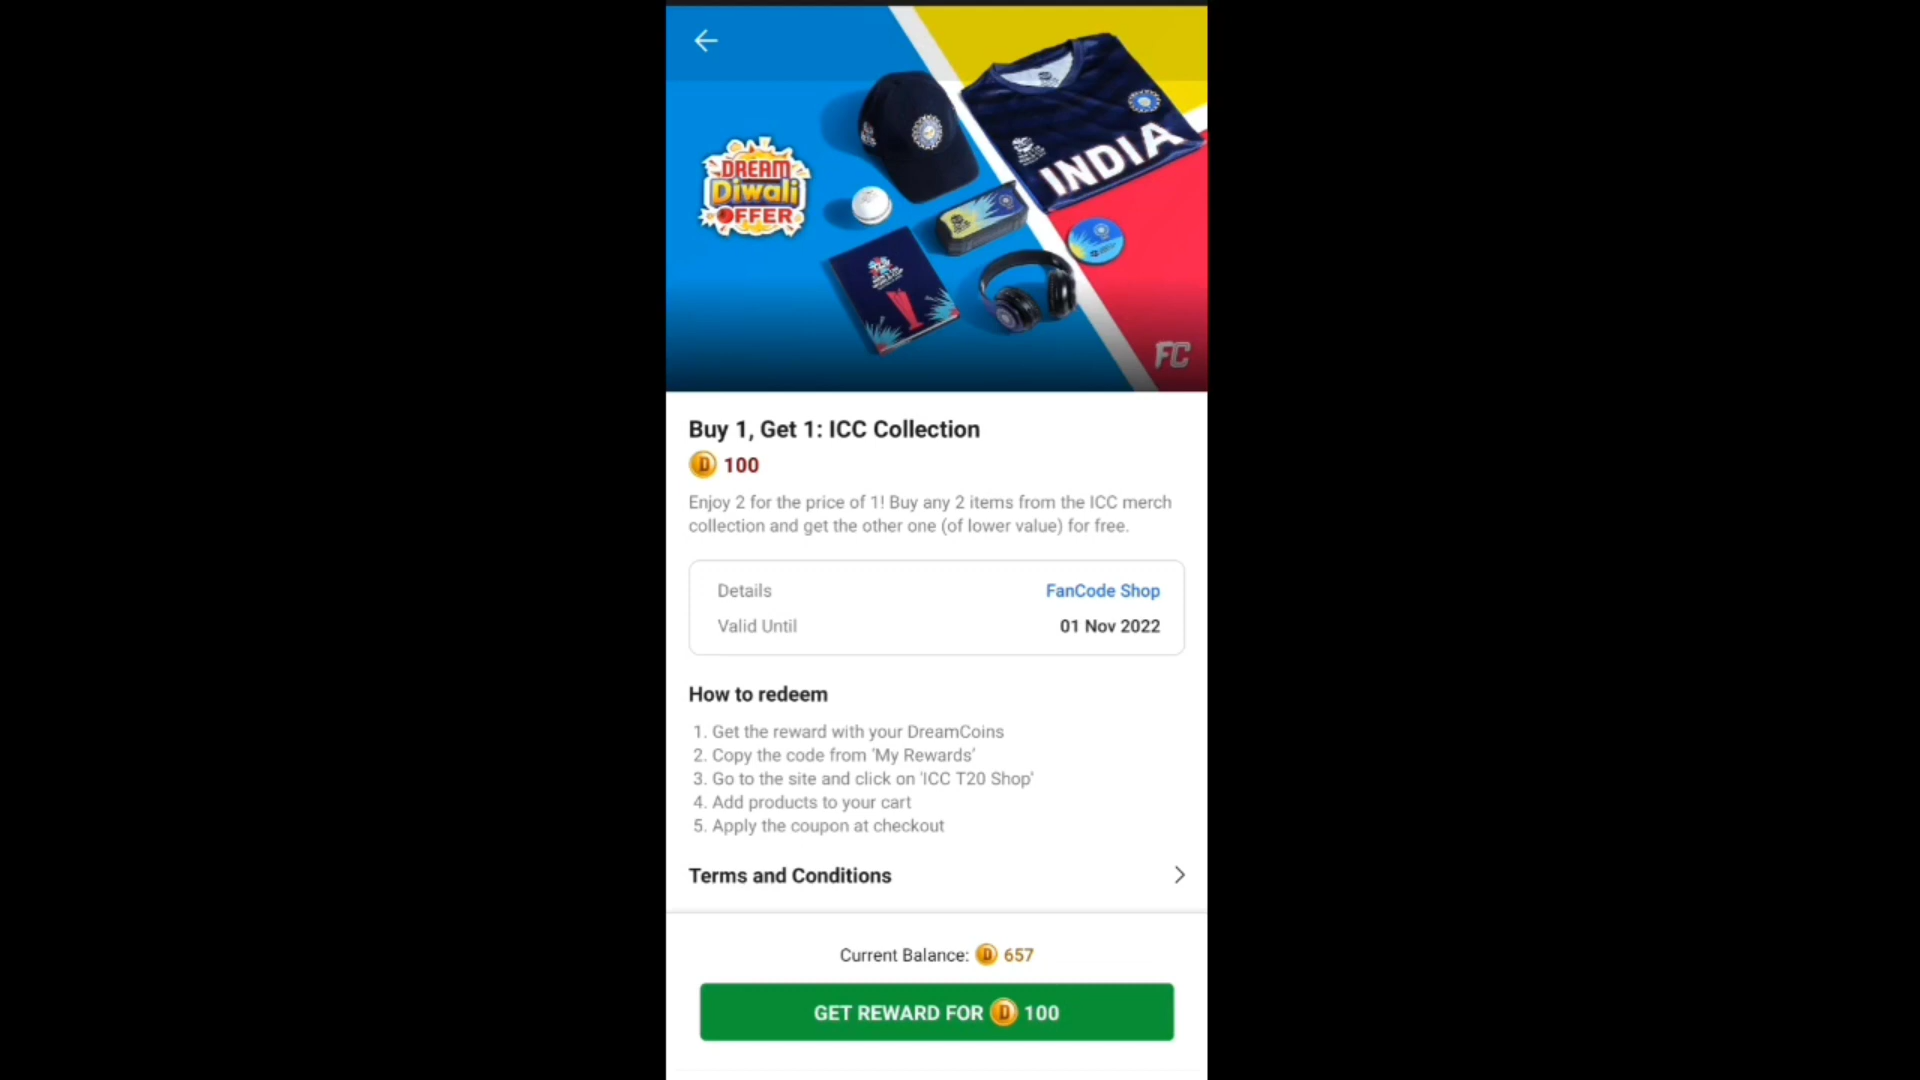 DREAM
Diwali
OFFER
INDIA
FC
Buy 1, Get 1: ICC Collection
100
Enjoy 2 for the price of 1! Buy any 2 items from the ICC merch
collection and get the other one (of lower value) for free.
Details FanCode Shop
Valid Until 01 Nov 2022
How to redeem
1. Get the reward with your DreamCoins
2. Copy the code from ‘My Rewards’
3. Go to the site and click on 'ICC T20 Shop'
4. Add products to your cart
5. Apply the coupon at checkout
Terms and Conditions
Current Balance: D 657
GET REWARD FOR D 100